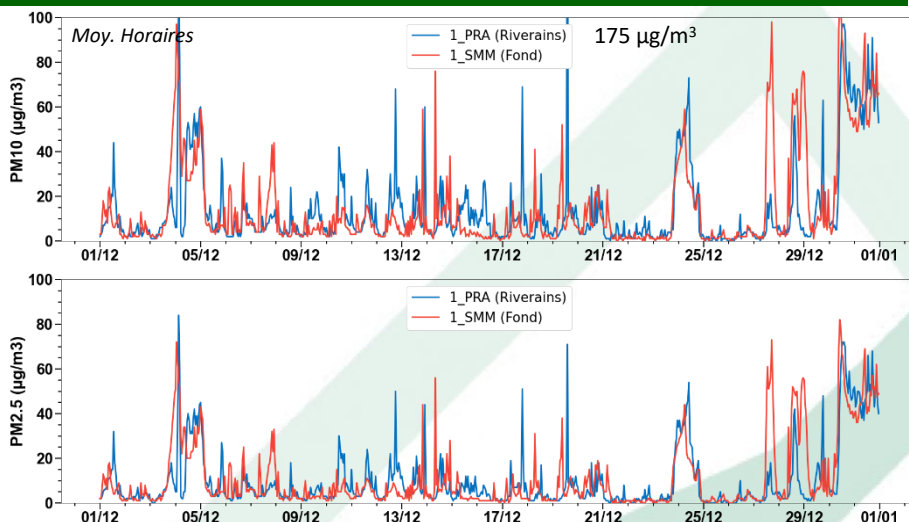 Moy. Horaires
175 µg/m³
1_PRA (Riverains)
1_SMM (Fond)
PM10 (µg/m3)
100
80
60
40
20
0
01/12 05/12 09/12 13/12 17/12 21/12 25/12 29/12 01/01
1_PRA (Riverains)
1_SMM (Fond)
PM2.5 (µg/m3)
100
80
60
40
20
0
01/12 05/12 09/12 13/12 17/12 21/12 25/12 29/12 01/01